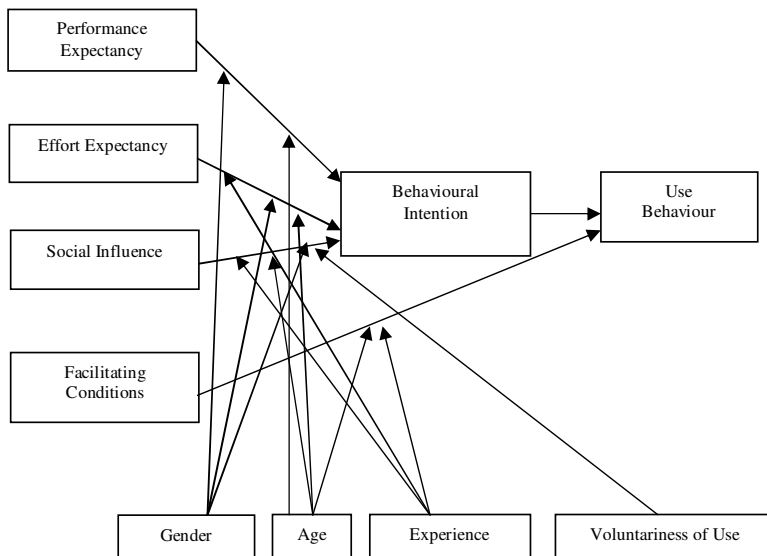 Performance
Expectancy
Effort Expectancy
Behavioural
Intention
Use
Behaviour
Social Influence
Facilitating
Conditions
Gender
Age
Experience
Voluntariness of Use